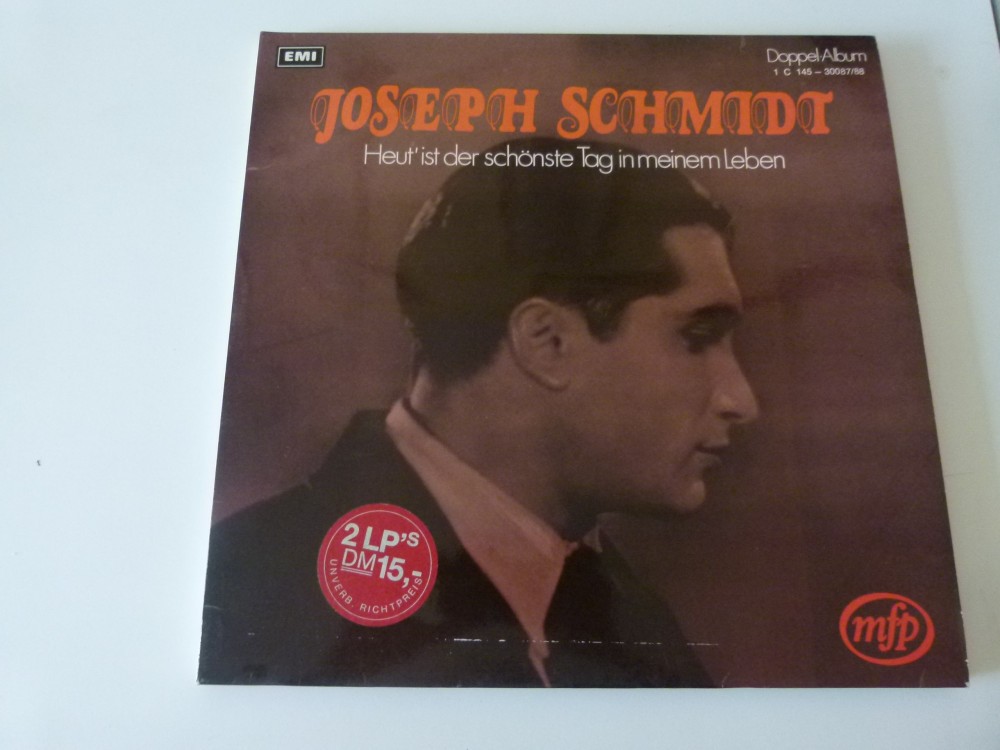 EMI
Doppel-Album
1 C 145 – 30087/88
JOSEPH SCHMIDT
Heut' ist der schönste Tag in meinem Leben
2 LP's
DM 15,-
UNVERB. RICHTPREIS
mfp